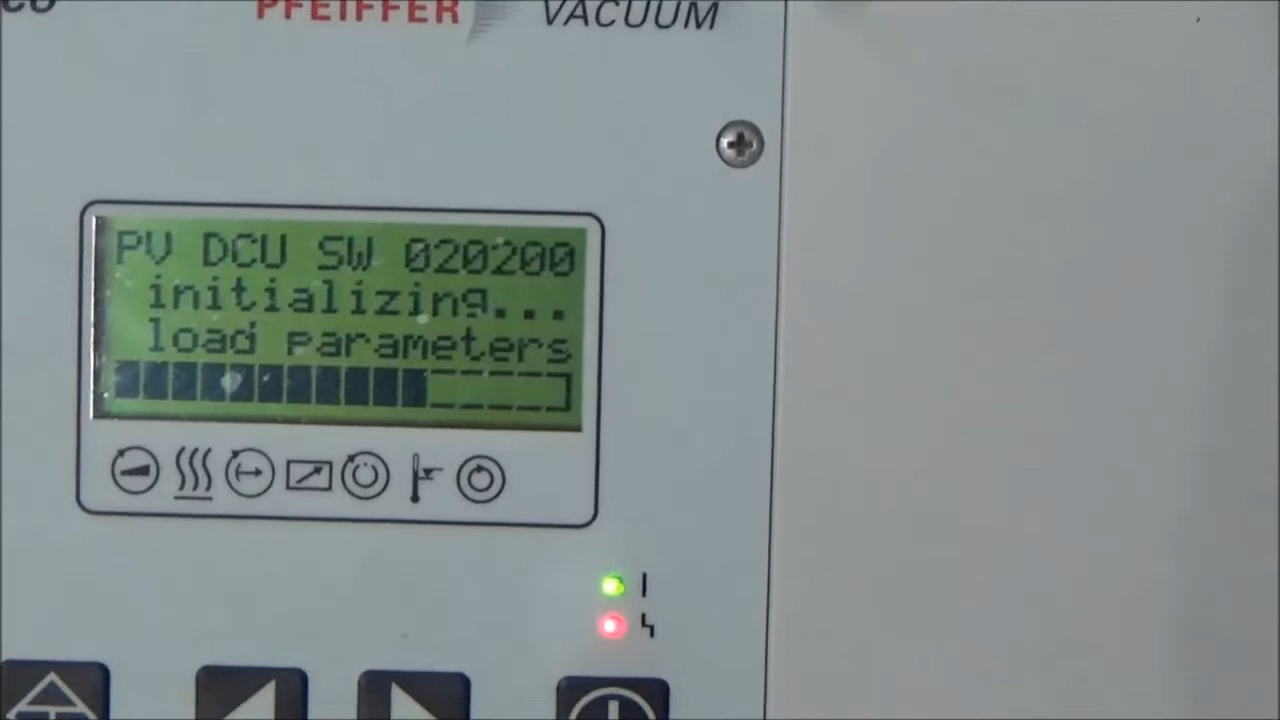 PFEIFFER VACUUM
PV DCU SW 020200
initializing...
load parameters